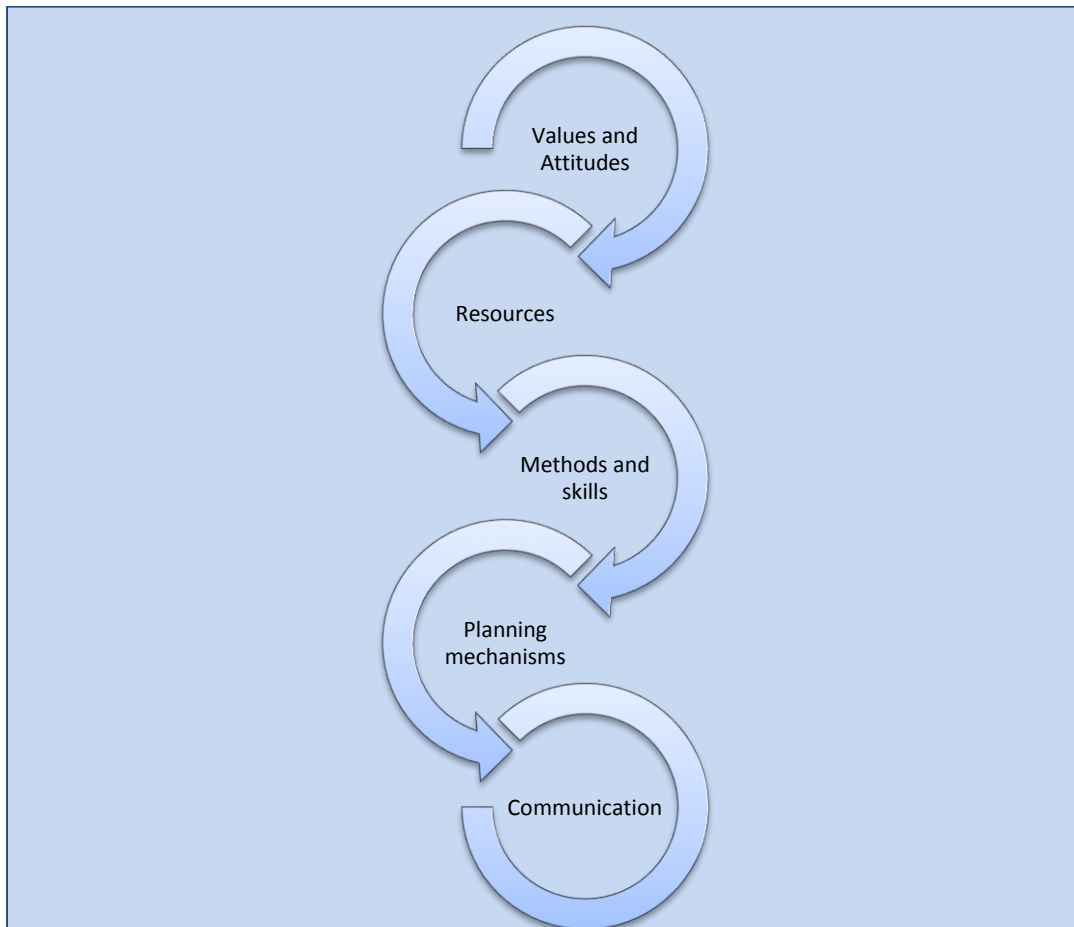 Values and
Attitudes
Resources
Methods and
skills
Planning
mechanisms
Communication